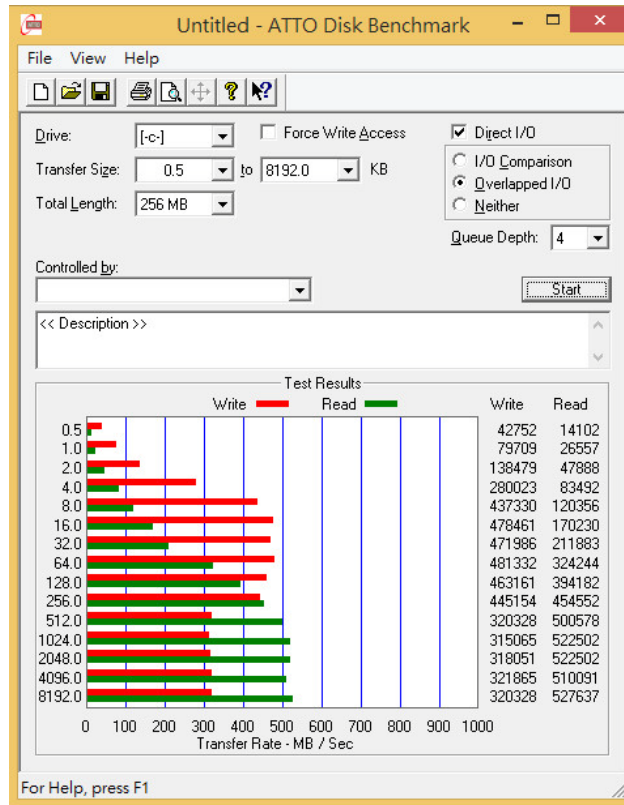 Untitled - ATTO Disk Benchmark
File View Help
Drive: [-c-] Force Write Access Direct I/O
Transfer Size: 0.5 to 8192.0 KB I/O Comparison
Overlapped I/O
Total Length: 256 MB Neither
Queue Depth: 4
Controlled by:
Start
<< Description >>
Test Results
Write Read Write Read
0.5 42752 14102
1.0 79709 26557
2.0 138479 47888
4.0 280023 83492
8.0 437330 120356
16.0 478461 170230
32.0 471986 211883
64.0 481332 324244
128.0 463161 394182
256.0 445154 454552
512.0 320328 500578
1024.0 315065 522502
2048.0 318051 522502
4096.0 321865 510091
8192.0 320328 527637
0 100 200 300 400 500 600 700 800 900 1000
Transfer Rate - MB / Sec
For Help, press F1